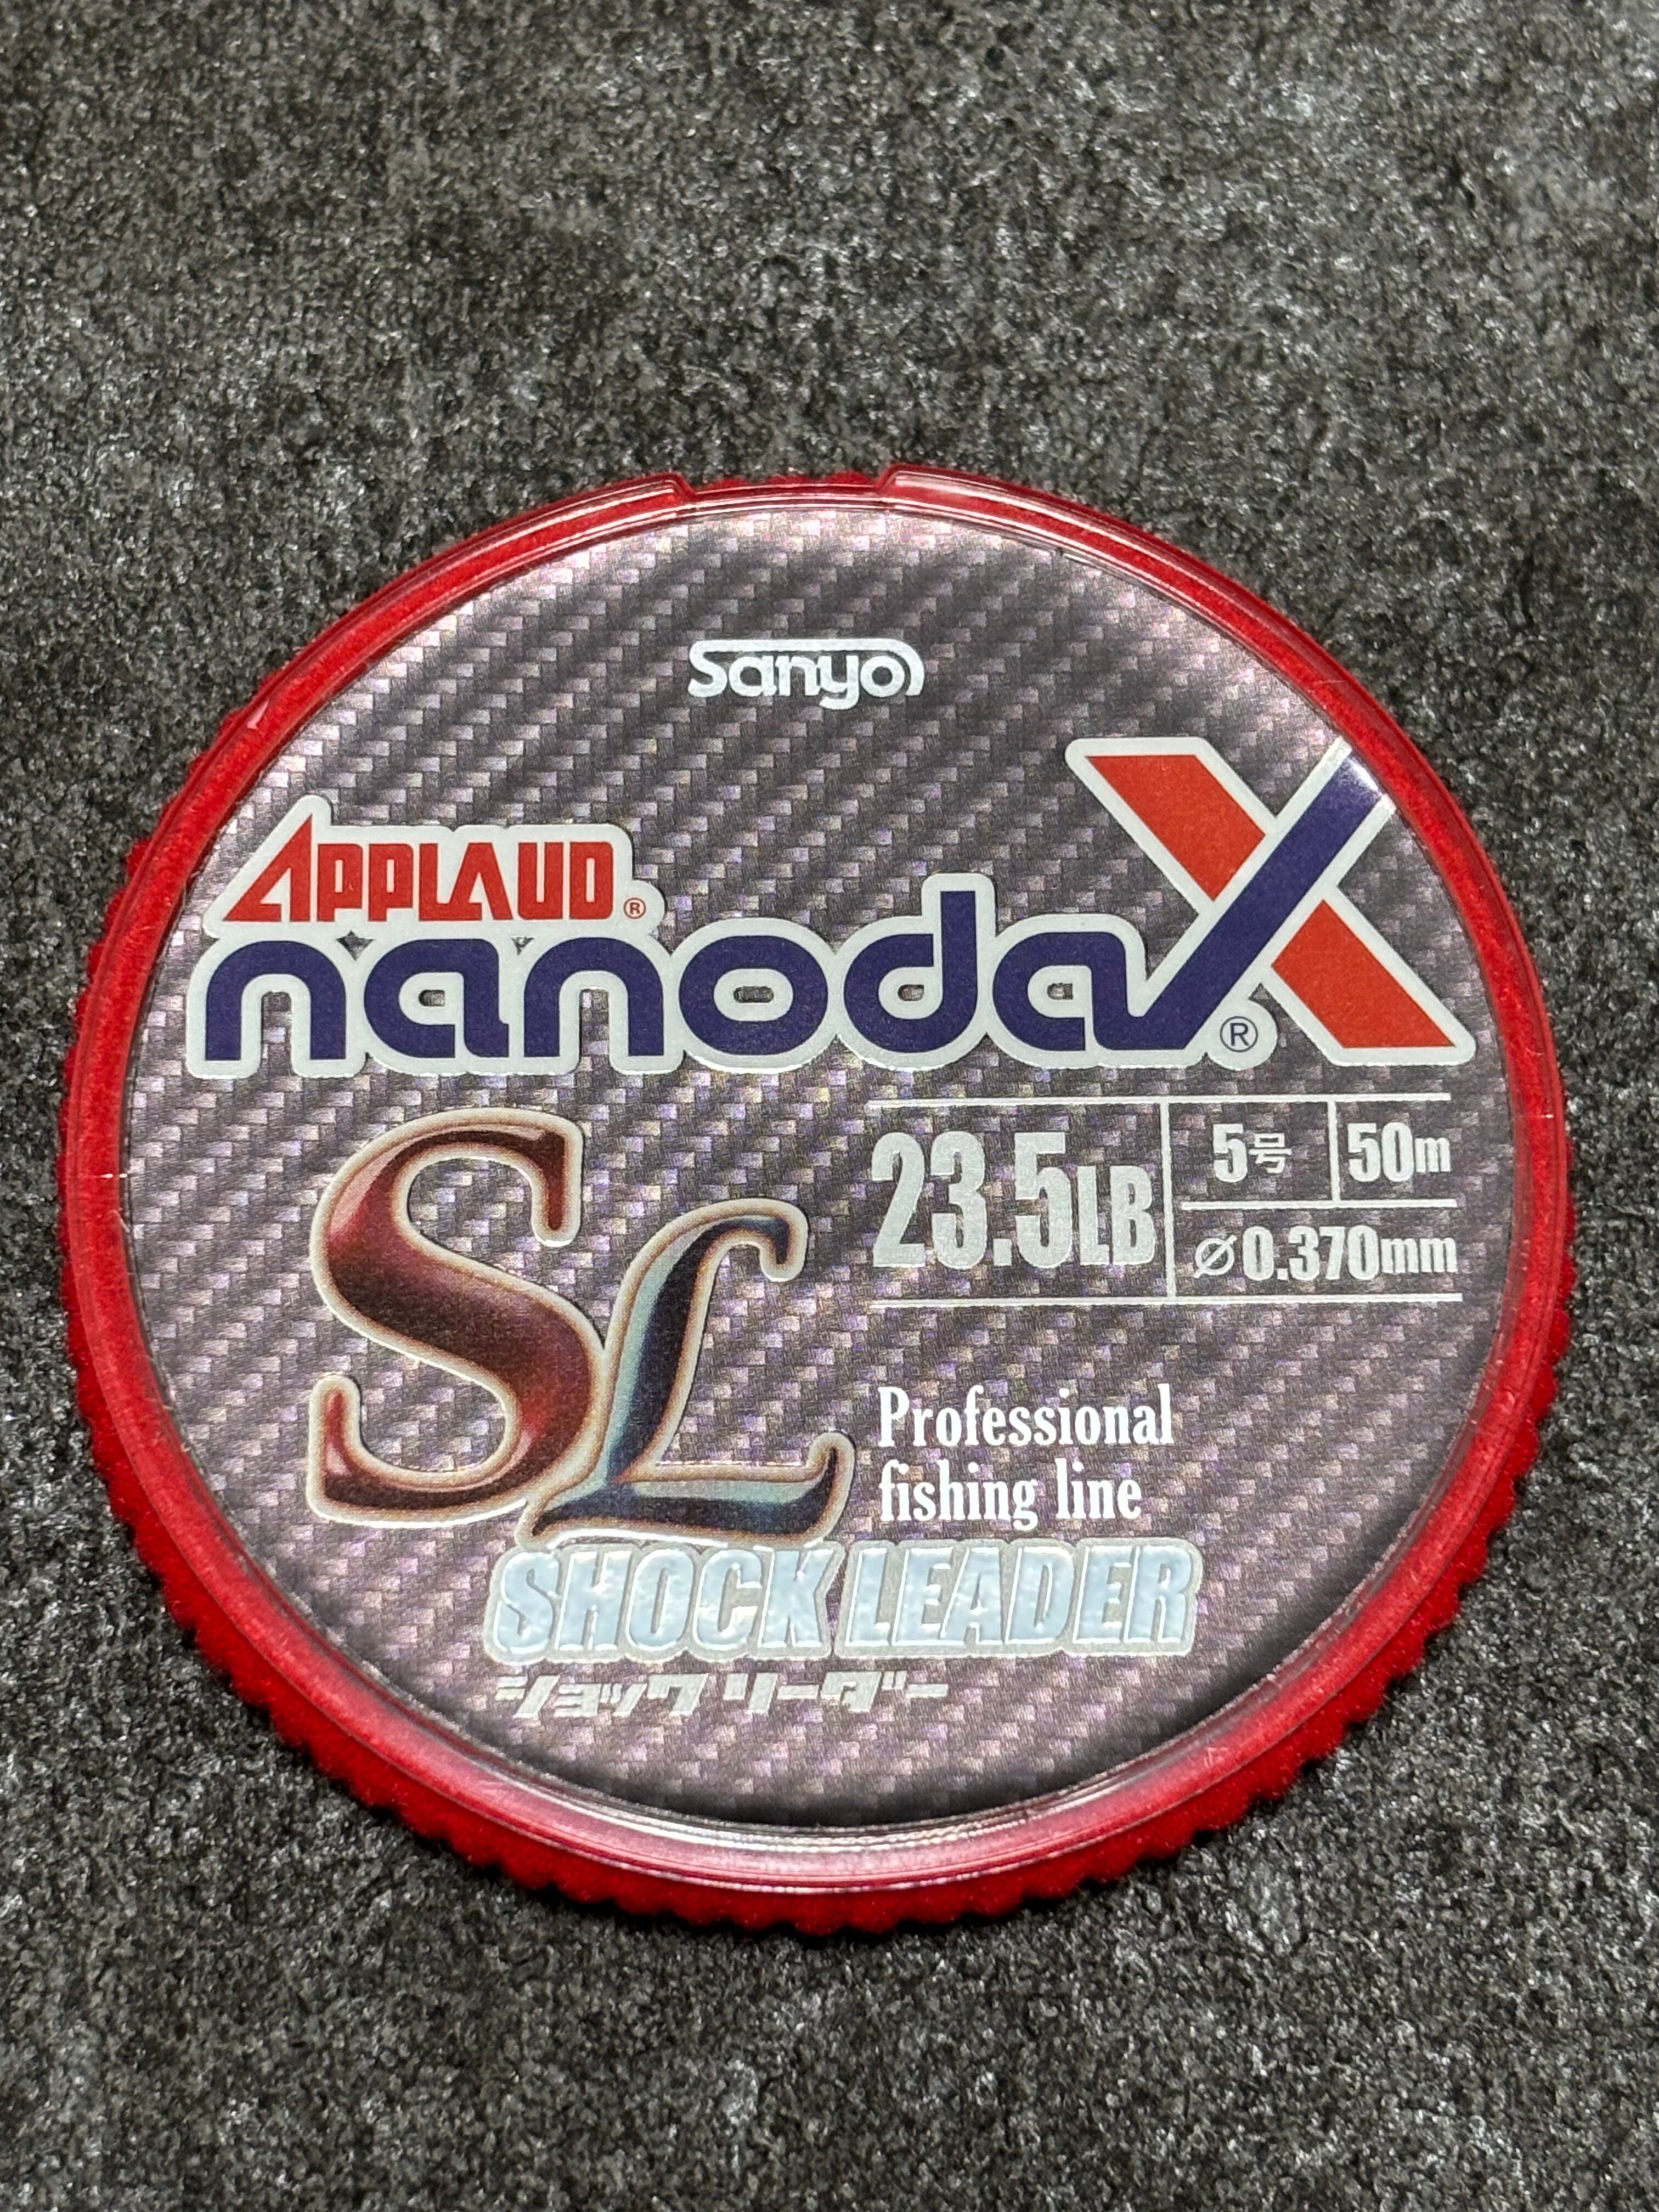 Sanyo
APPLAUD®
nanodaX®
SL
23.5LB
5号
50m
⌀0.370mm
Professional
fishing line
SHOCK LEADER
ショックリーダー